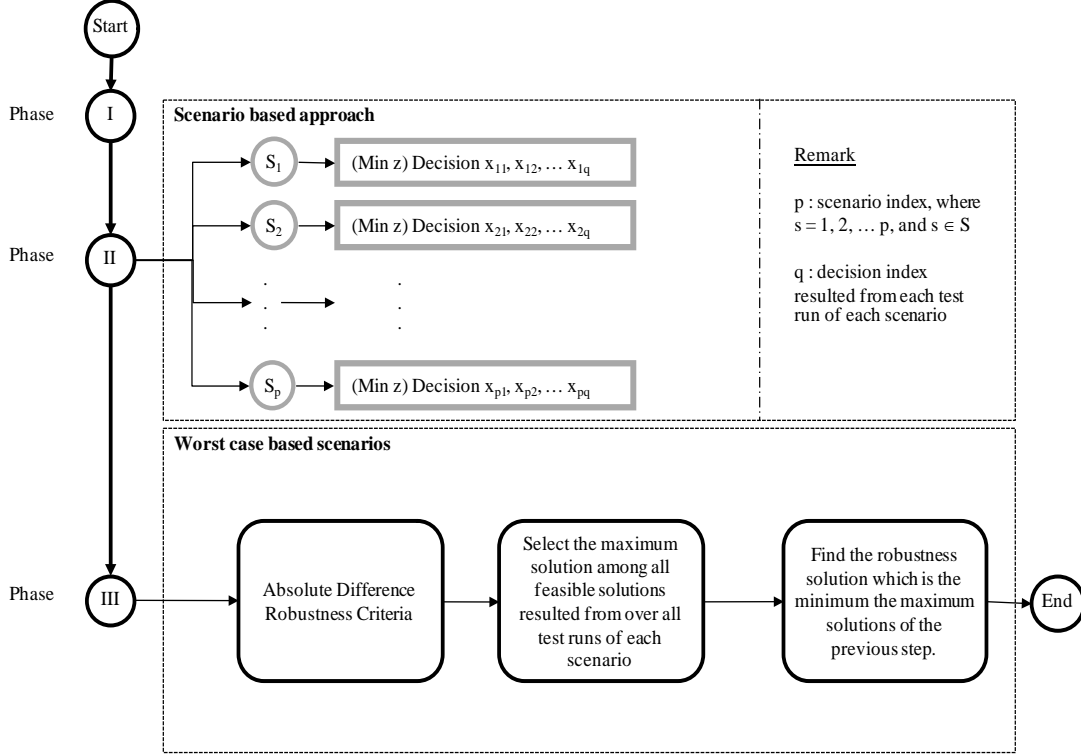 Start
Phase
I
Scenario based approach
S1
(Min z) Decision x11, x12, … x1q
S2
(Min z) Decision x21, x22, … x2q
Phase
II
. .
. .
. .
Sp
(Min z) Decision xp1, xp2, … xpq
Remark
p : scenario index, where
s = 1, 2, … p, and s ∈ S
q : decision index
resulted from each test
run of each scenario
Worst case based scenarios
Phase
III
Absolute Difference
Robustness Criteria
Select the maximum
solution among all
feasible solutions
resulted from over all
test runs of each
scenario
Find the robustness
solution which is the
minimum the maximum
solutions of the
previous step.
End